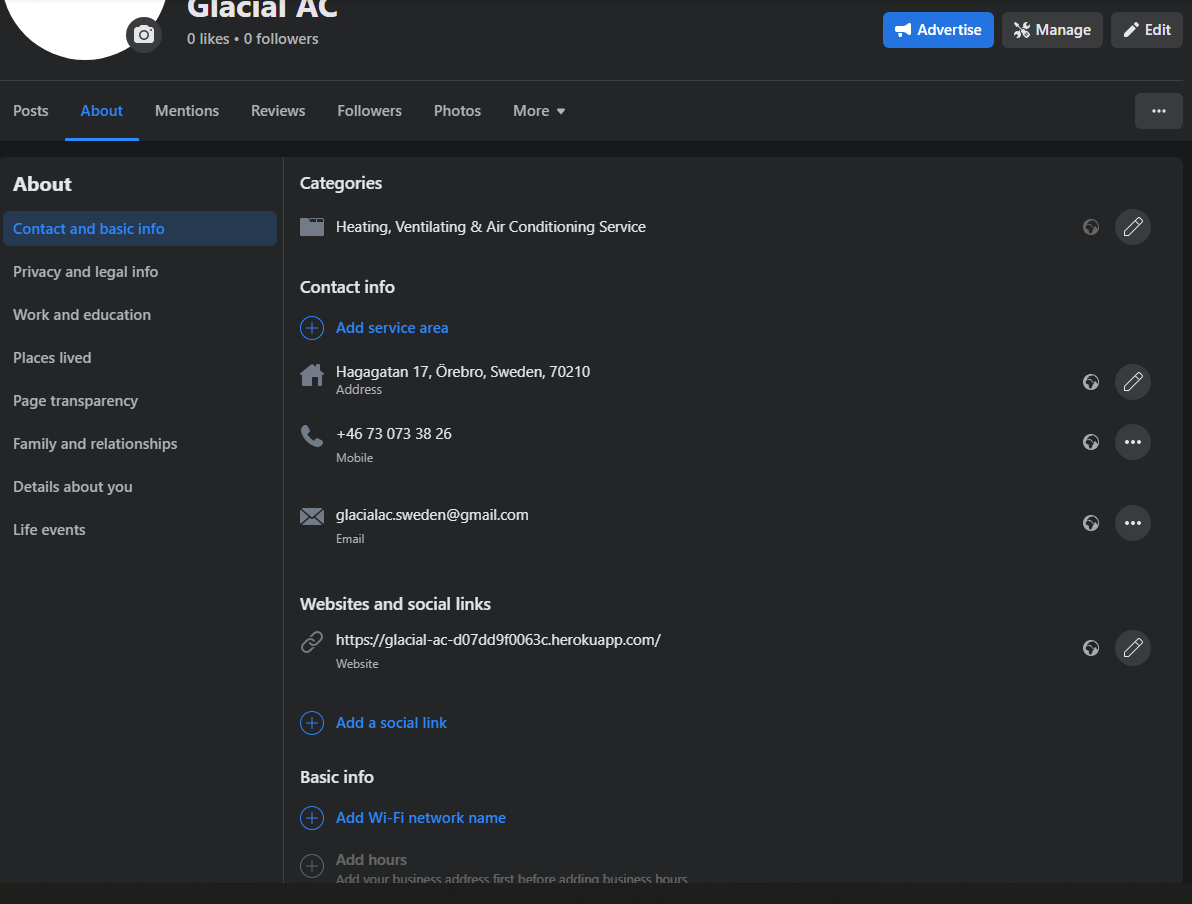 Glacial AC
0 likes • 0 followers
Advertise
Manage
Edit
Posts
About
Mentions
Reviews
Followers
Photos
More
About
Contact and basic info
Privacy and legal info
Work and education
Places lived
Page transparency
Family and relationships
Details about you
Life events
Categories
Heating, Ventilating & Air Conditioning Service
Contact info
Add service area
Hagagatan 17, Örebro, Sweden, 70210
Address
+46 73 073 38 26
Mobile
glacialac.sweden@gmail.com
Email
Websites and social links
https://glacial-ac-d07dd9f0063c.herokuapp.com/
Website
Add a social link
Basic info
Add Wi-Fi network name
Add hours
Add your business address first before adding business hours